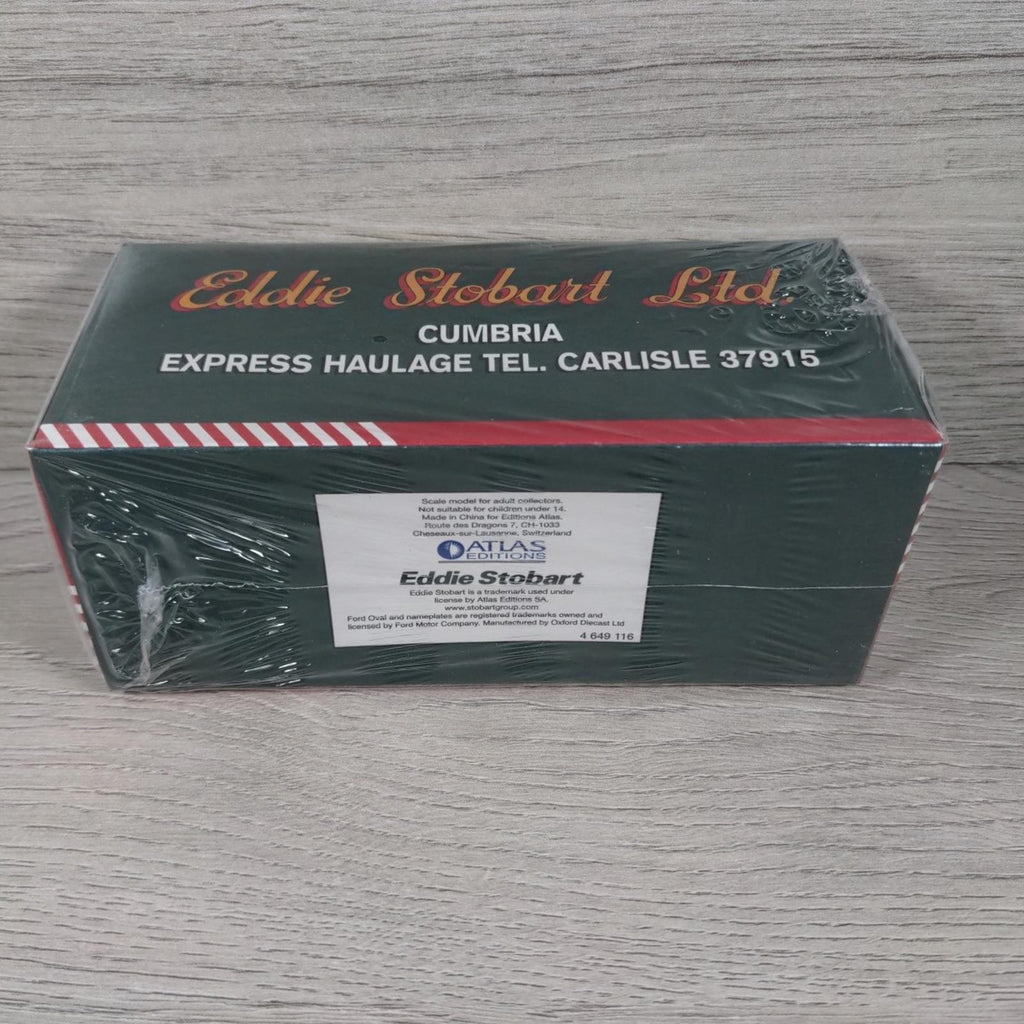 Eddie Stobart Ltd.
CUMBRIA
EXPRESS HAULAGE TEL. CARLISLE 37915
Scale model for adult collectors.
Not suitable for children under 14.
Made in China for Editions Atlas.
Route des Dragons 7, CH-1033
Cheseaux-sur-Lausanne, Switzerland
ATLAS
EDITIONS
Eddie Stobart
Eddie Stobart is a trademark used under
license by Atlas Editions SA.
www.stobartgroup.com
Ford Oval and nameplates are registered trademarks owned and
licensed by Ford Motor Company. Manufactured by Oxford Diecast Ltd
4 649 116